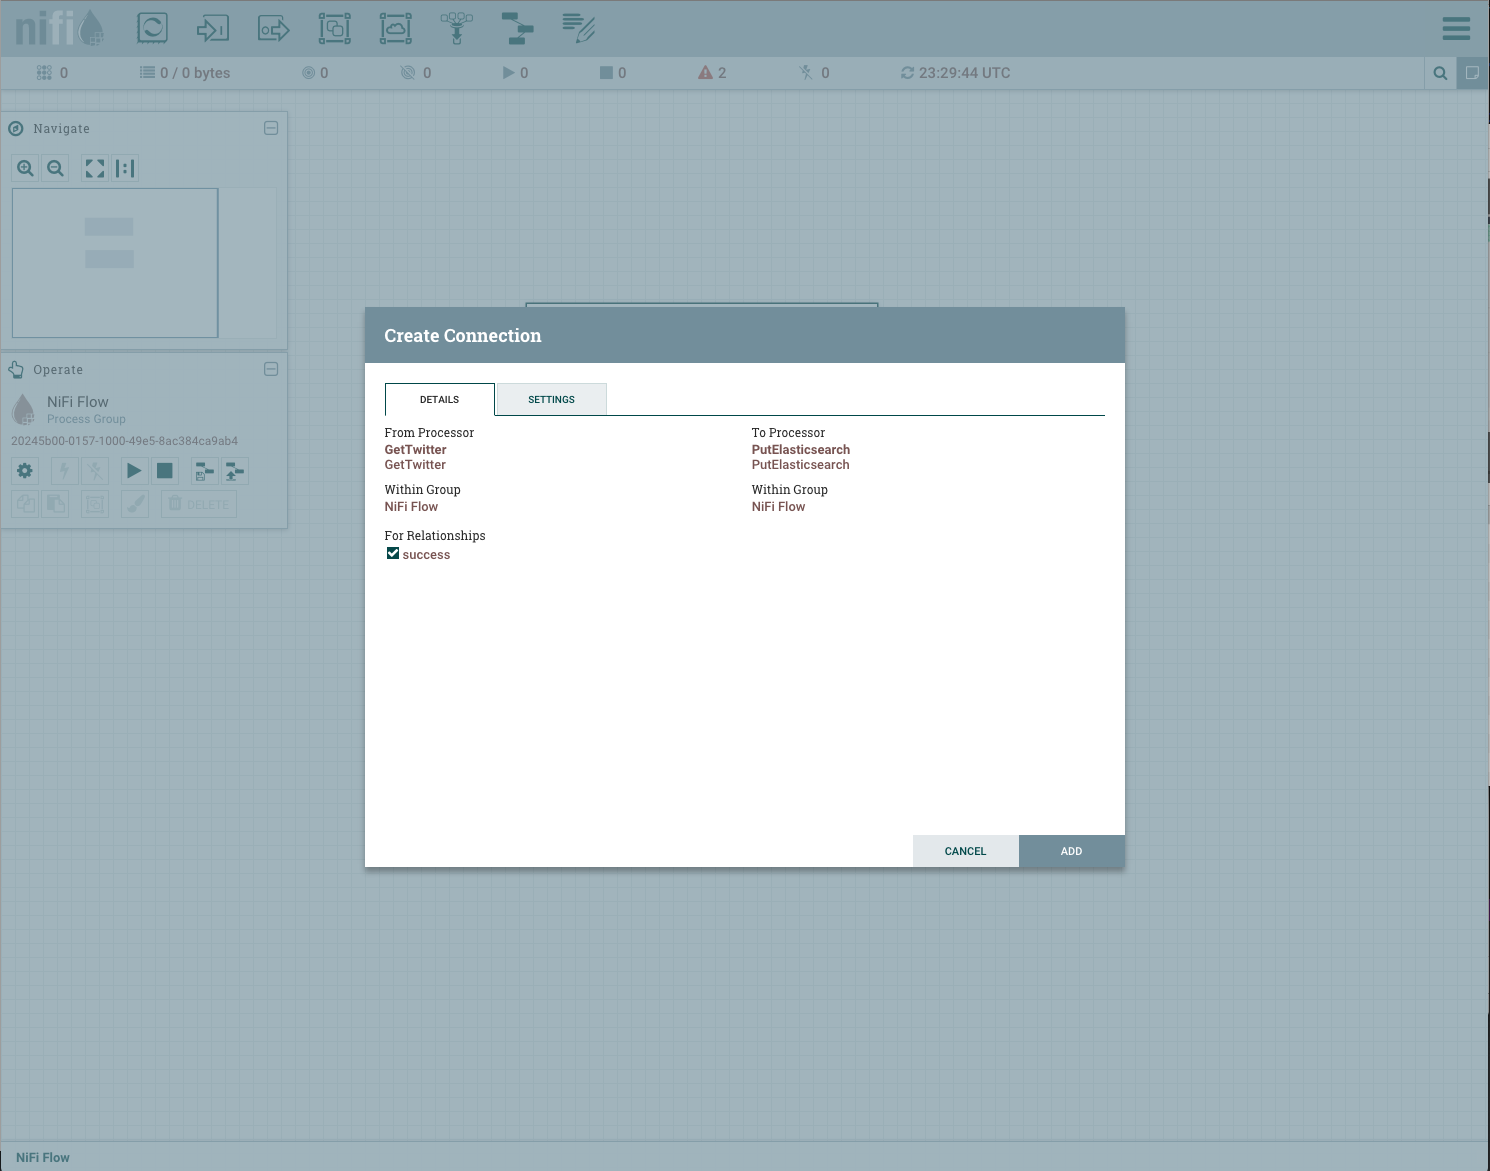 nifi
0
0 / 0 bytes
0
0
0
0
2
0
23:29:44 UTC
Navigate
Operate
NiFi Flow
Process Group
20245b00-0157-1000-49e5-8ac384ca9ab4
DELETE
Create Connection
DETAILS
SETTINGS
From Processor
GetTwitter
GetTwitter
Within Group
NiFi Flow
For Relationships
success
To Processor
PutElasticsearch
PutElasticsearch
Within Group
NiFi Flow
CANCEL
ADD
NiFi Flow